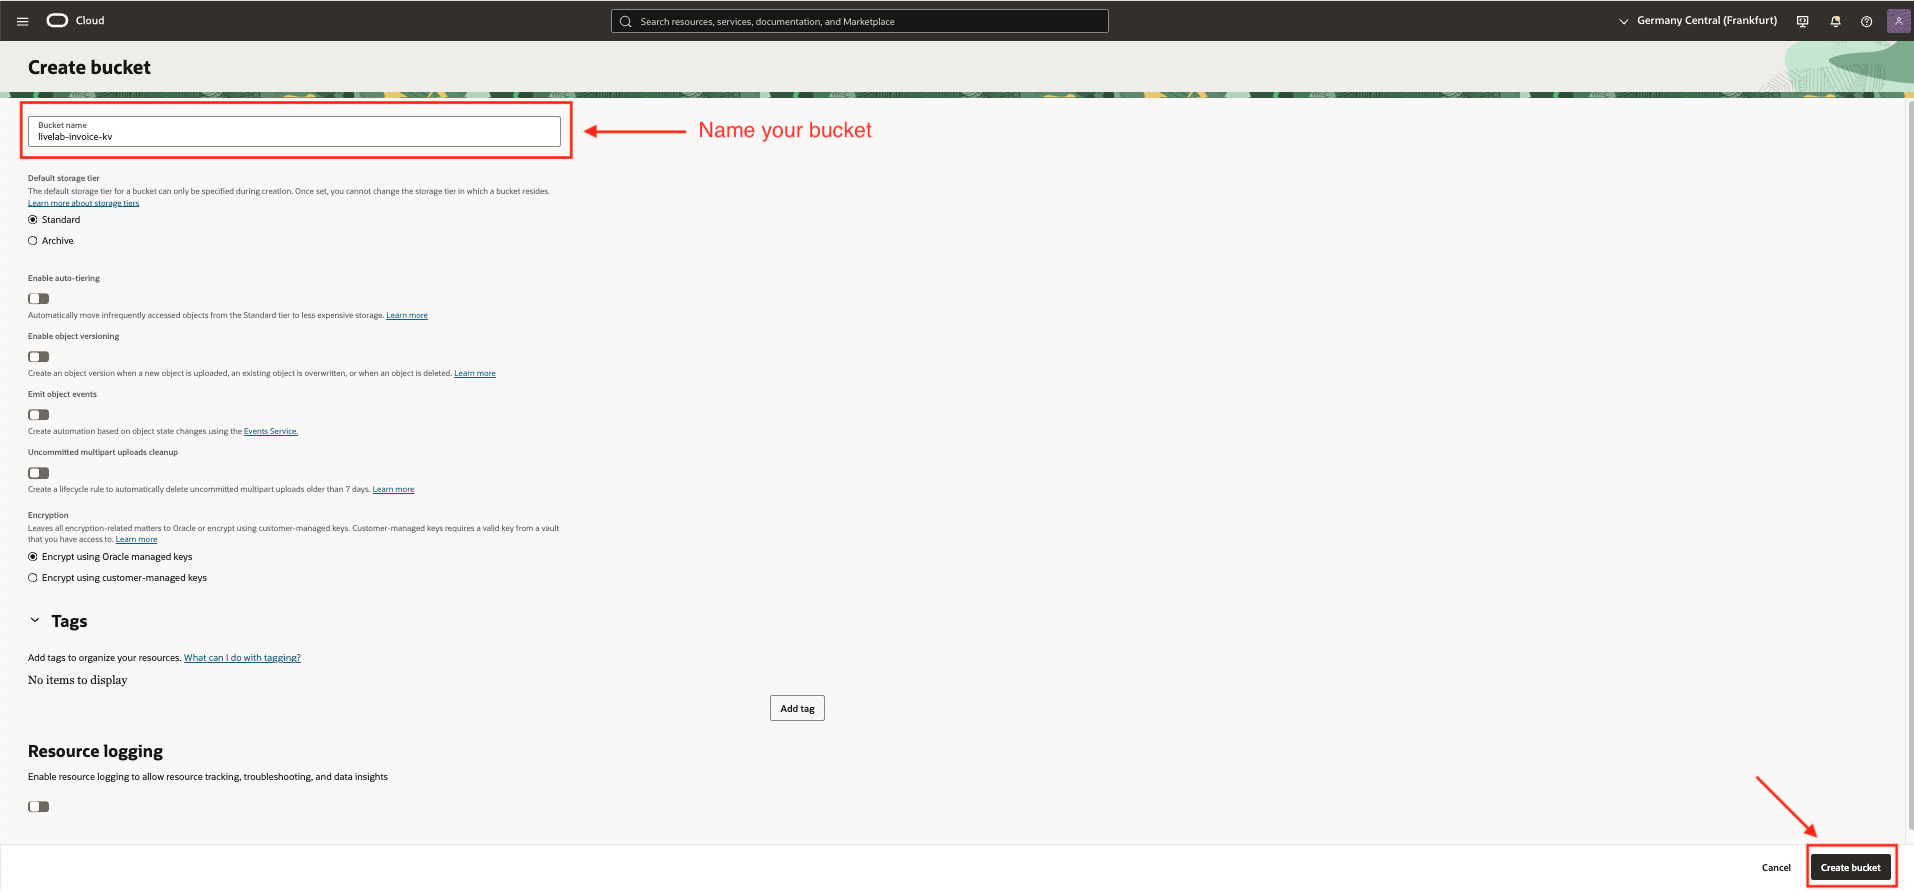 Cloud
Search resources, services, documentation, and Marketplace
Germany Central (Frankfurt)
Create bucket
Bucket name
livelab-invoice-kv
Name your bucket
Default storage tier
The default storage tier for a bucket can only be specified during creation. Once set, you cannot change the storage tier in which a bucket resides.
Learn more about storage tiers
Standard
Archive
Enable auto-tiering
Automatically move infrequently accessed objects from the Standard tier to less expensive storage. Learn more
Enable object versioning
Create an object version when a new object is uploaded, an existing object is overwritten, or when an object is deleted. Learn more
Emit object events
Create automation based on object state changes using the Events Service.
Uncommitted multipart uploads cleanup
Create a lifecycle rule to automatically delete uncommitted multipart uploads older than 7 days. Learn more
Encryption
Leaves all encryption-related matters to Oracle or encrypt using customer-managed keys. Customer-managed keys requires a valid key from a vault
that you have access to. Learn more
Encrypt using Oracle managed keys
Encrypt using customer-managed keys
Tags
Add tags to organize your resources. What can I do with tagging?
No items to display
Add tag
Resource logging
Enable resource logging to allow resource tracking, troubleshooting, and data insights
Cancel
Create bucket